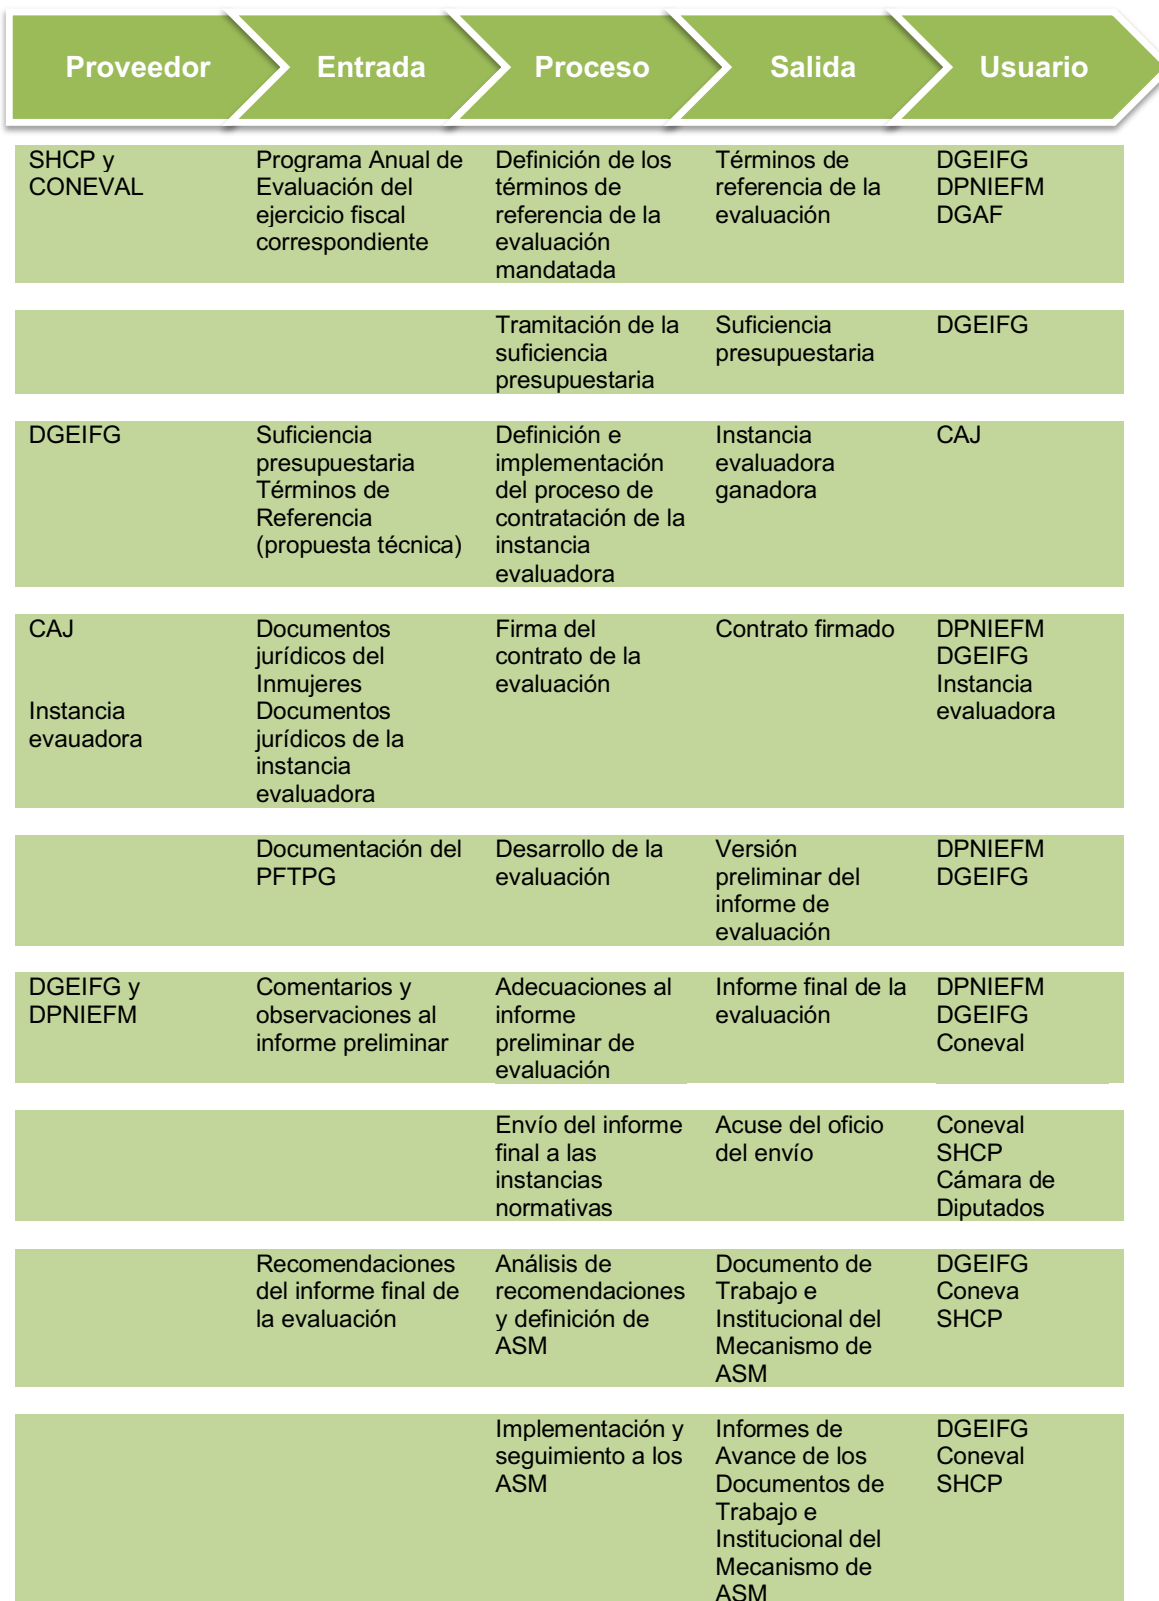 Proveedor
Entrada
Proceso
Salida
Usuario
SHCP y
CONEVAL
Programa Anual de
Evaluación del
ejercicio fiscal
correspondiente
Definición de los
términos de
referencia de la
evaluación
mandatada
Términos de
referencia de la
evaluación
DGEIFG
DPNIEFM
DGAF
Tramitación de la
suficiencia
presupuestaria
Suficiencia
presupuestaria
DGEIFG
DGEIFG
Suficiencia
presupuestaria
Términos de
Referencia
(propuesta técnica)
Definición e
implementación
del proceso de
contratación de la
instancia
evaluadora
Instancia
evaluadora
ganadora
CAJ
CAJ
Instancia
evauadora
Documentos
jurídicos del
Inmujeres
Documentos
jurídicos de la
instancia
evaluadora
Firma del
contrato de la
evaluación
Contrato firmado
DPNIEFM
DGEIFG
Instancia
evaluadora
Documentación del
PFTPG
Desarrollo de la
evaluación
Versión
preliminar del
informe de
evaluación
DPNIEFM
DGEIFG
DGEIFG y
DPNIEFM
Comentarios y
observaciones al
informe preliminar
Adecuaciones al
informe
preliminar de
evaluación
Informe final de la
evaluación
DPNIEFM
DGEIFG
Coneval
Envío del informe
final a las
instancias
normativas
Acuse del oficio
del envío
Coneval
SHCP
Cámara de
Diputados
Recomendaciones
del informe final de
la evaluación
Análisis de
recomendaciones
y definición de
ASM
Documento de
Trabajo e
Institucional del
Mecanismo de
ASM
DGEIFG
Coneva
SHCP
Implementación y
seguimiento a los
ASM
Informes de
Avance de los
Documentos de
Trabajo e
Institucional del
Mecanismo de
ASM
DGEIFG
Coneval
SHCP